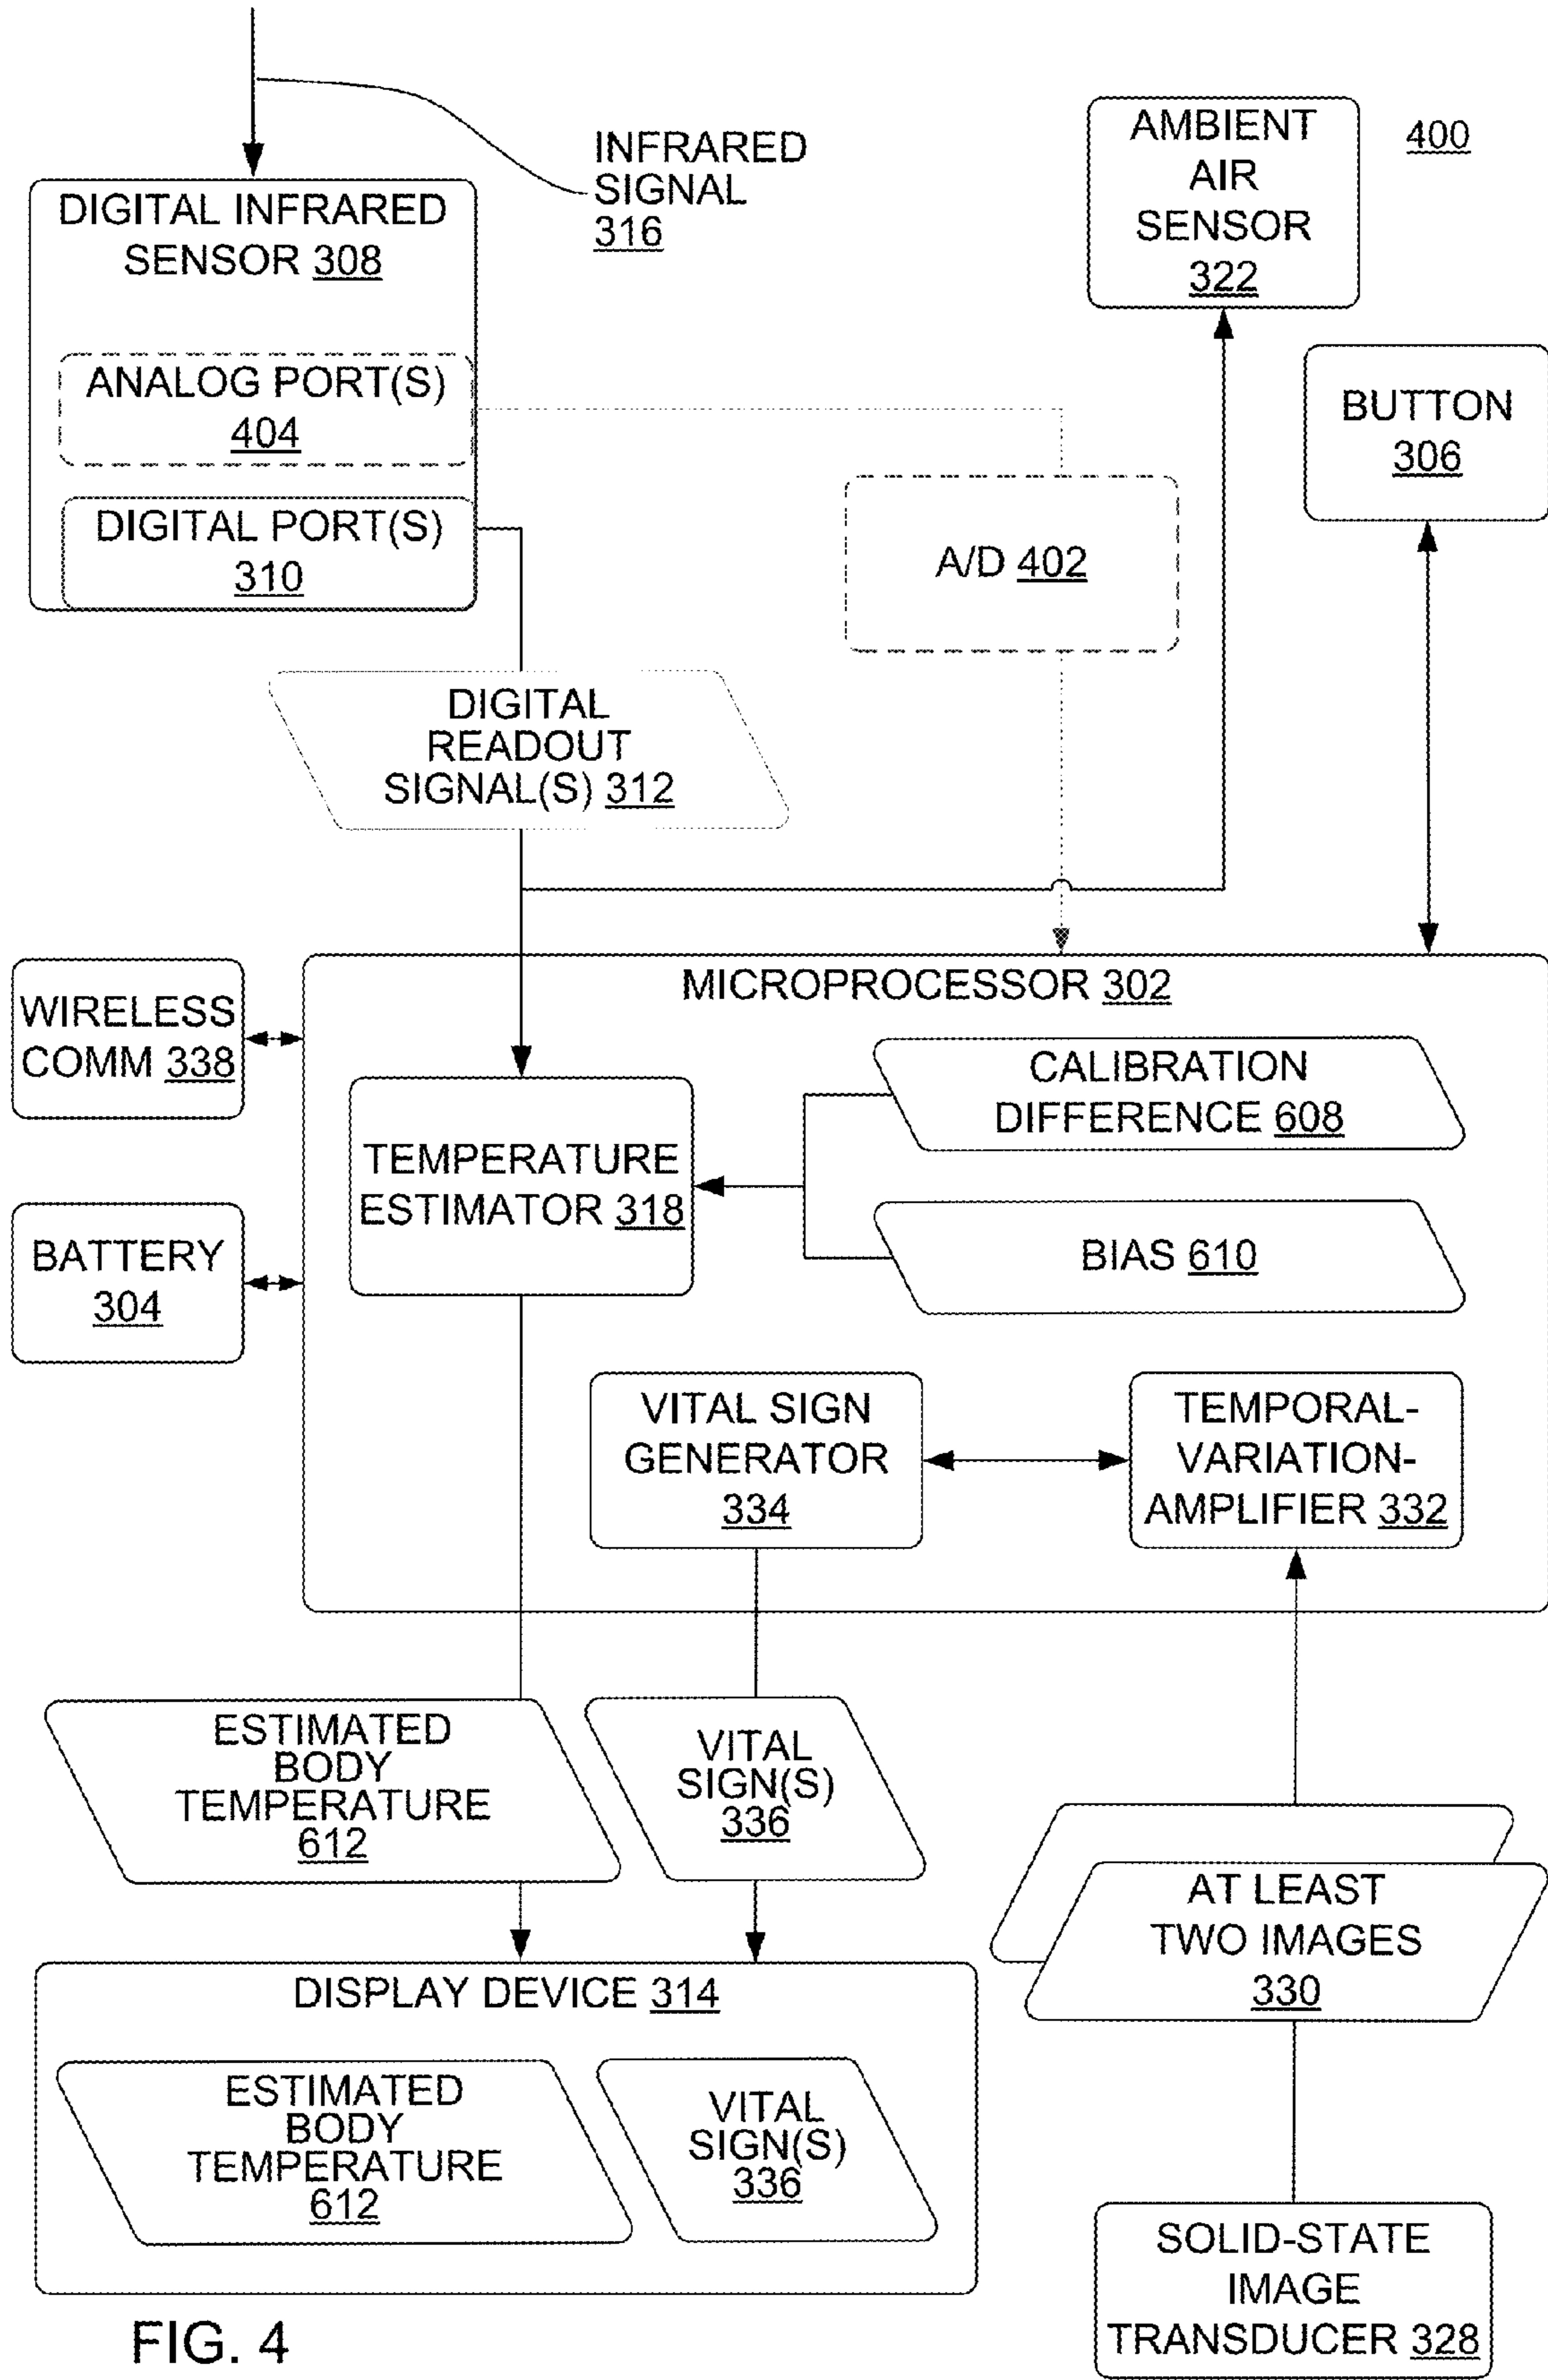 INFRARED
SIGNAL
316
AMBIENT
AIR
SENSOR
322
400
DIGITAL INFRARED
SENSOR 308
ANALOG PORT(S)
404
DIGITAL PORT(S)
310
BUTTON
306
A/D 402
DIGITAL
READOUT
SIGNAL(S) 312
MICROPROCESSOR 302
WIRELESS
COMM 338
CALIBRATION
DIFFERENCE 608
TEMPERATURE
ESTIMATOR 318
BATTERY
304
BIAS 610
VITAL SIGN
GENERATOR
334
TEMPORAL-
VARIATION-
AMPLIFIER 332
ESTIMATED
BODY
TEMPERATURE
612
VITAL
SIGN(S)
336
AT LEAST
TWO IMAGES
330
DISPLAY DEVICE 314
ESTIMATED
BODY
TEMPERATURE
612
VITAL
SIGN(S)
336
SOLID-STATE
IMAGE
TRANSDUCER 328
FIG. 4